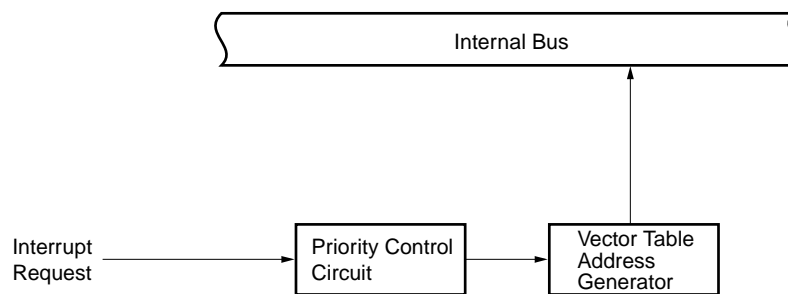 Internal Bus
Interrupt
Request
Priority Control
Circuit
Vector Table
Address
Generator